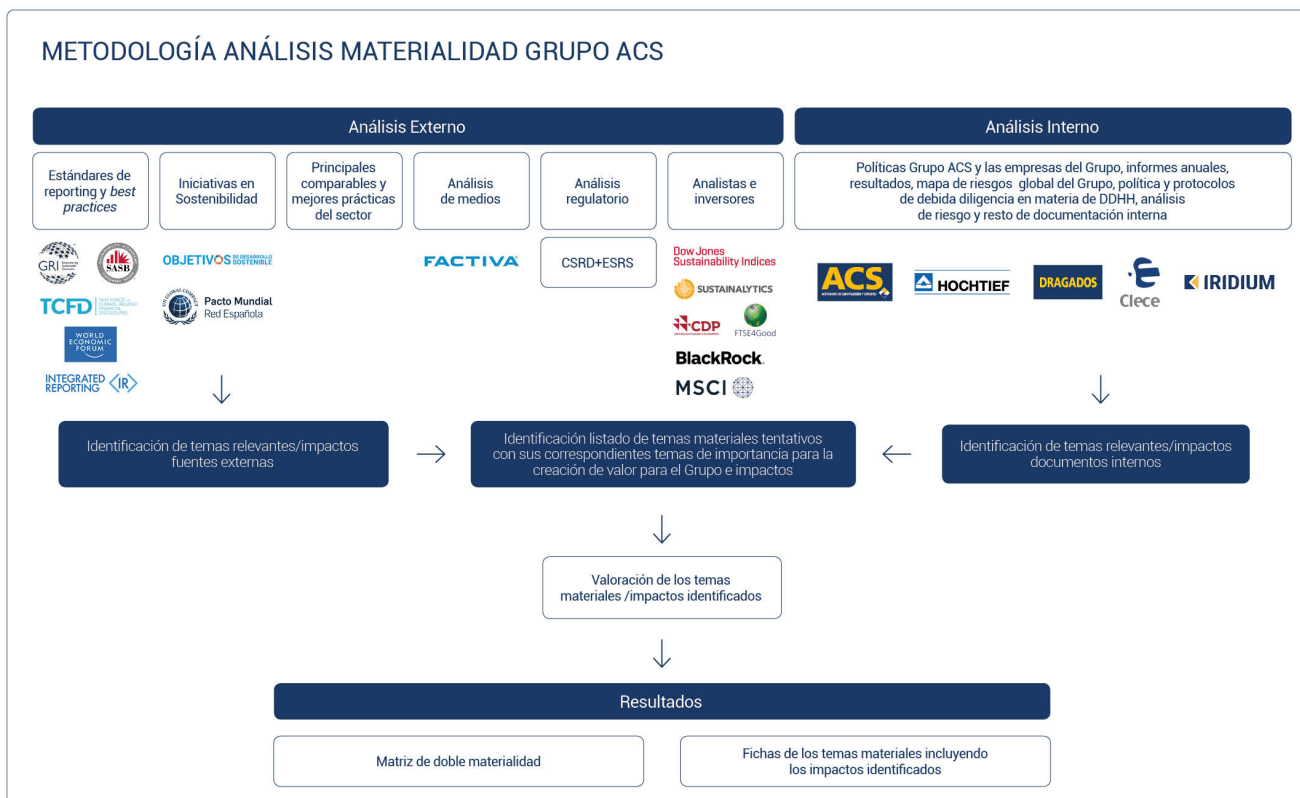 METODOLOGÍA ANÁLISIS MATERIALIDAD GRUPO ACS
Análisis Externo
Análisis Interno
Estándares de
reporting y best
practices
Iniciativas en
Sostenibilidad
Principales
comparables y
mejores prácticas
del sector
Análisis
de medios
Análisis
regulatorio
Analistas e
inversores
Políticas Grupo ACS y las empresas del Grupo, informes anuales,
resultados, mapa de riesgos global del Grupo, política y protocolos
de debida diligencia en materia de DDHH, análisis
de riesgo y resto de documentación interna
GRI
SASB
TCFD
TASK FORCE ON
CLIMATE-RELATED
FINANCIAL
DISCLOSURES
WORLD
ECONOMIC
FORUM
INTEGRATED
REPORTING <IR>
OBJETIVOS DE DESARROLLO
SOSTENIBLE
Pacto Mundial
Red Española
FACTIVA
CSRD+ESRS
Dow Jones
Sustainability Indices
SUSTAINALYTICS
CDP
FTSE4Good
BlackRock.
MSCI
ACS
HOCHTIEF
DRAGADOS
Clece
IRIDIUM
Identificación de temas relevantes/impactos
fuentes externas
Identificación listado de temas materiales tentativos
con sus correspondientes temas de importancia para la
creación de valor para el Grupo e impactos
Identificación de temas relevantes/impactos
documentos internos
Valoración de los temas
materiales /impactos identificados
Resultados
Matriz de doble materialidad
Fichas de los temas materiales incluyendo
los impactos identificados